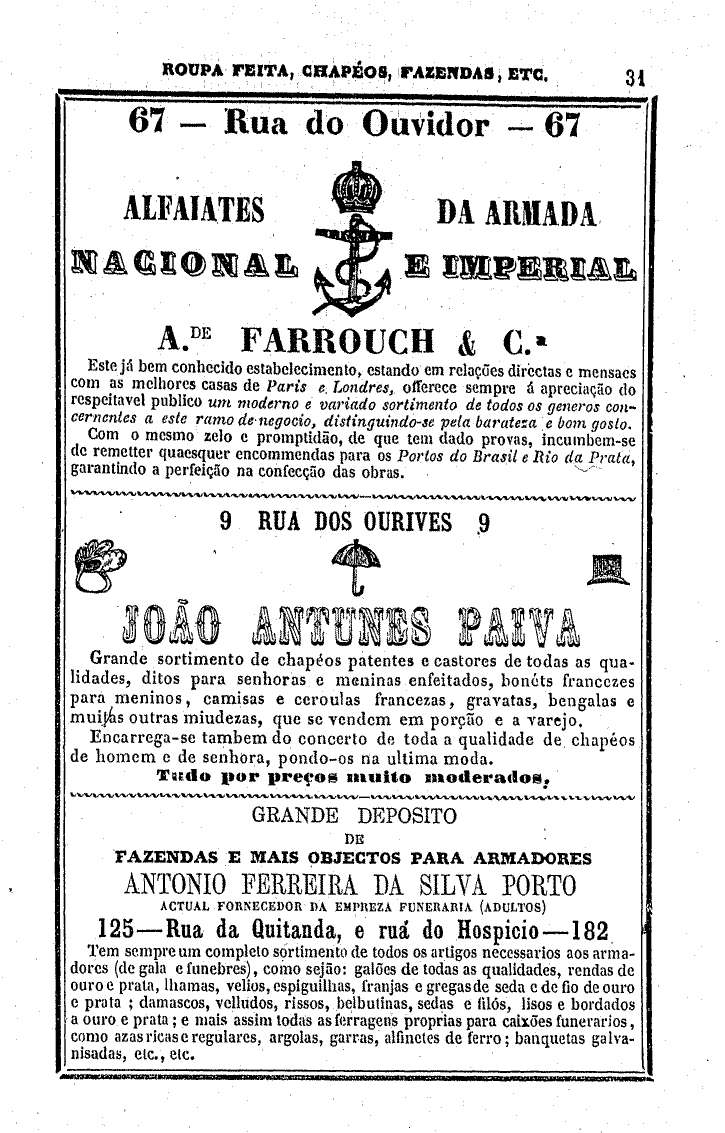 ROUPA FEITA, CHAPÉOS, FAZENDAS, ETC. 31
67 — Rua do Ouvidor — 67
ALFAIATES DA ARMADA
NACIONAL E IMPERIAL
A.DE FARROUCH & C.a
Este já bem conhecido estabelecimento, estando em relações directas e mensaes
com as melhores casas de Paris e Londres, offerece sempre á apreciação do
respeitavel publico um moderno e variado sortimento de todos os generos con-
cernentes a este ramo de negocio, distinguindo-se pela barateza e bom gosto.
Com o mesmo zelo e promptidão, de que tem dado provas, incumbem-se
de remetter quaesquer encommendas para os Portos do Brasil e Rio da Prata,
garantindo a perfeição na confecção das obras.
9 RUA DOS OURIVES 9
JOÃO ANTUNES PAIVA
Grande sortimento de chapéos patentes e castores de todas as qua-
lidades, ditos para senhoras e meninas enfeitados, bonéts francezes
para meninos, camisas e ceroulas francezas, gravatas, bengalas e
muitas outras miudezas, que se vendem em porção e a varejo.
Encarrega-se tambem do concerto de toda a qualidade de chapéos
de homem e de senhora, pondo-os na ultima moda.
Tudo por preços muito moderados.
GRANDE DEPOSITO
DE
FAZENDAS E MAIS OBJECTOS PARA ARMADORES
ANTONIO FERREIRA DA SILVA PORTO
ACTUAL FORNECEDOR DA EMPREZA FUNERARIA (ADULTOS)
125—Rua da Quitanda, e rua do Hospicio—182
Tem sempre um completo sortimento de todos os artigos necessarios aos arma-
dores (de gala e funebres), como sejão: galões de todas as qualidades, rendas de
ouro e prata, lhamas, velios, espiguilhas, franjas e gregas de seda e de fio de ouro
e prata; damascos, velludos, rissos, belbutinas, sedas e filós, lisos e bordados
a ouro e prata; e mais assim todas as ferragens proprias para caixões funerarios,
como azas ricas e regulares, argolas, garras, alfinetes de ferro; banquetas galva-
nisadas, etc., etc.